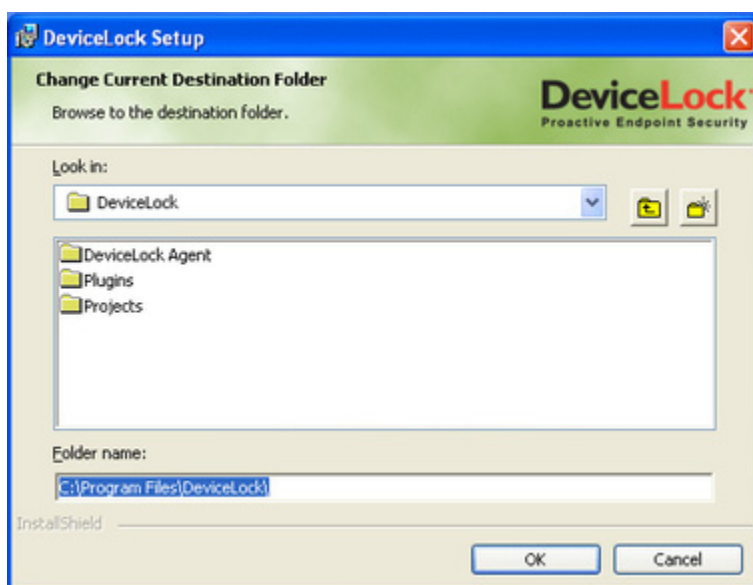 DeviceLock Setup
Change Current Destination Folder
Browse to the destination folder.
DeviceLock
Proactive Endpoint Security
Look in:
DeviceLock
DeviceLock Agent
Plugins
Projects
Folder name:
C:\Program Files\DeviceLock\
InstallShield
OK
Cancel